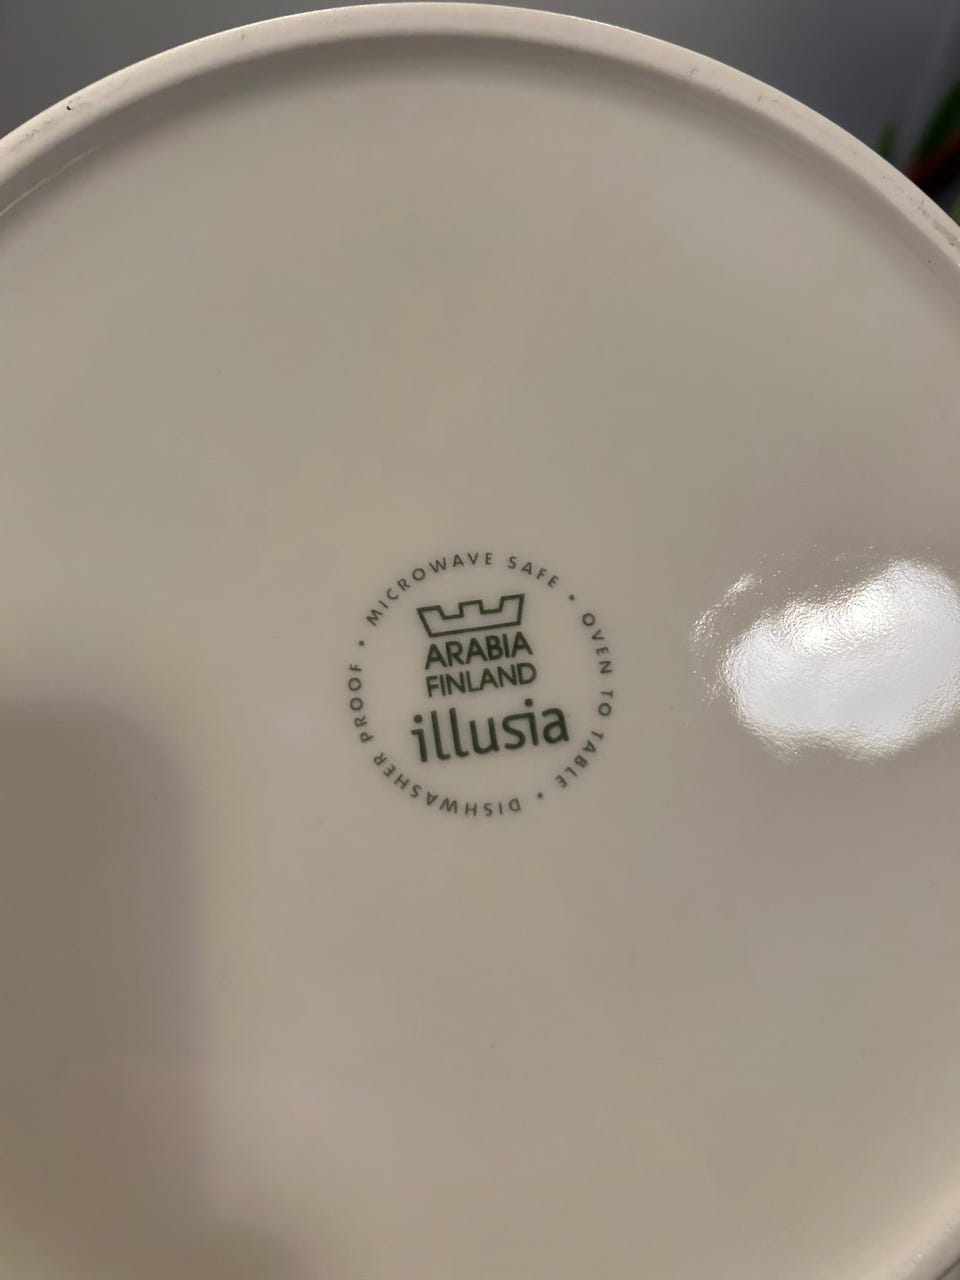 MICROWAVE SAFE • OVEN TO TABLE • DISHWASHER PROOF •
ARABIA
FINLAND
illusia